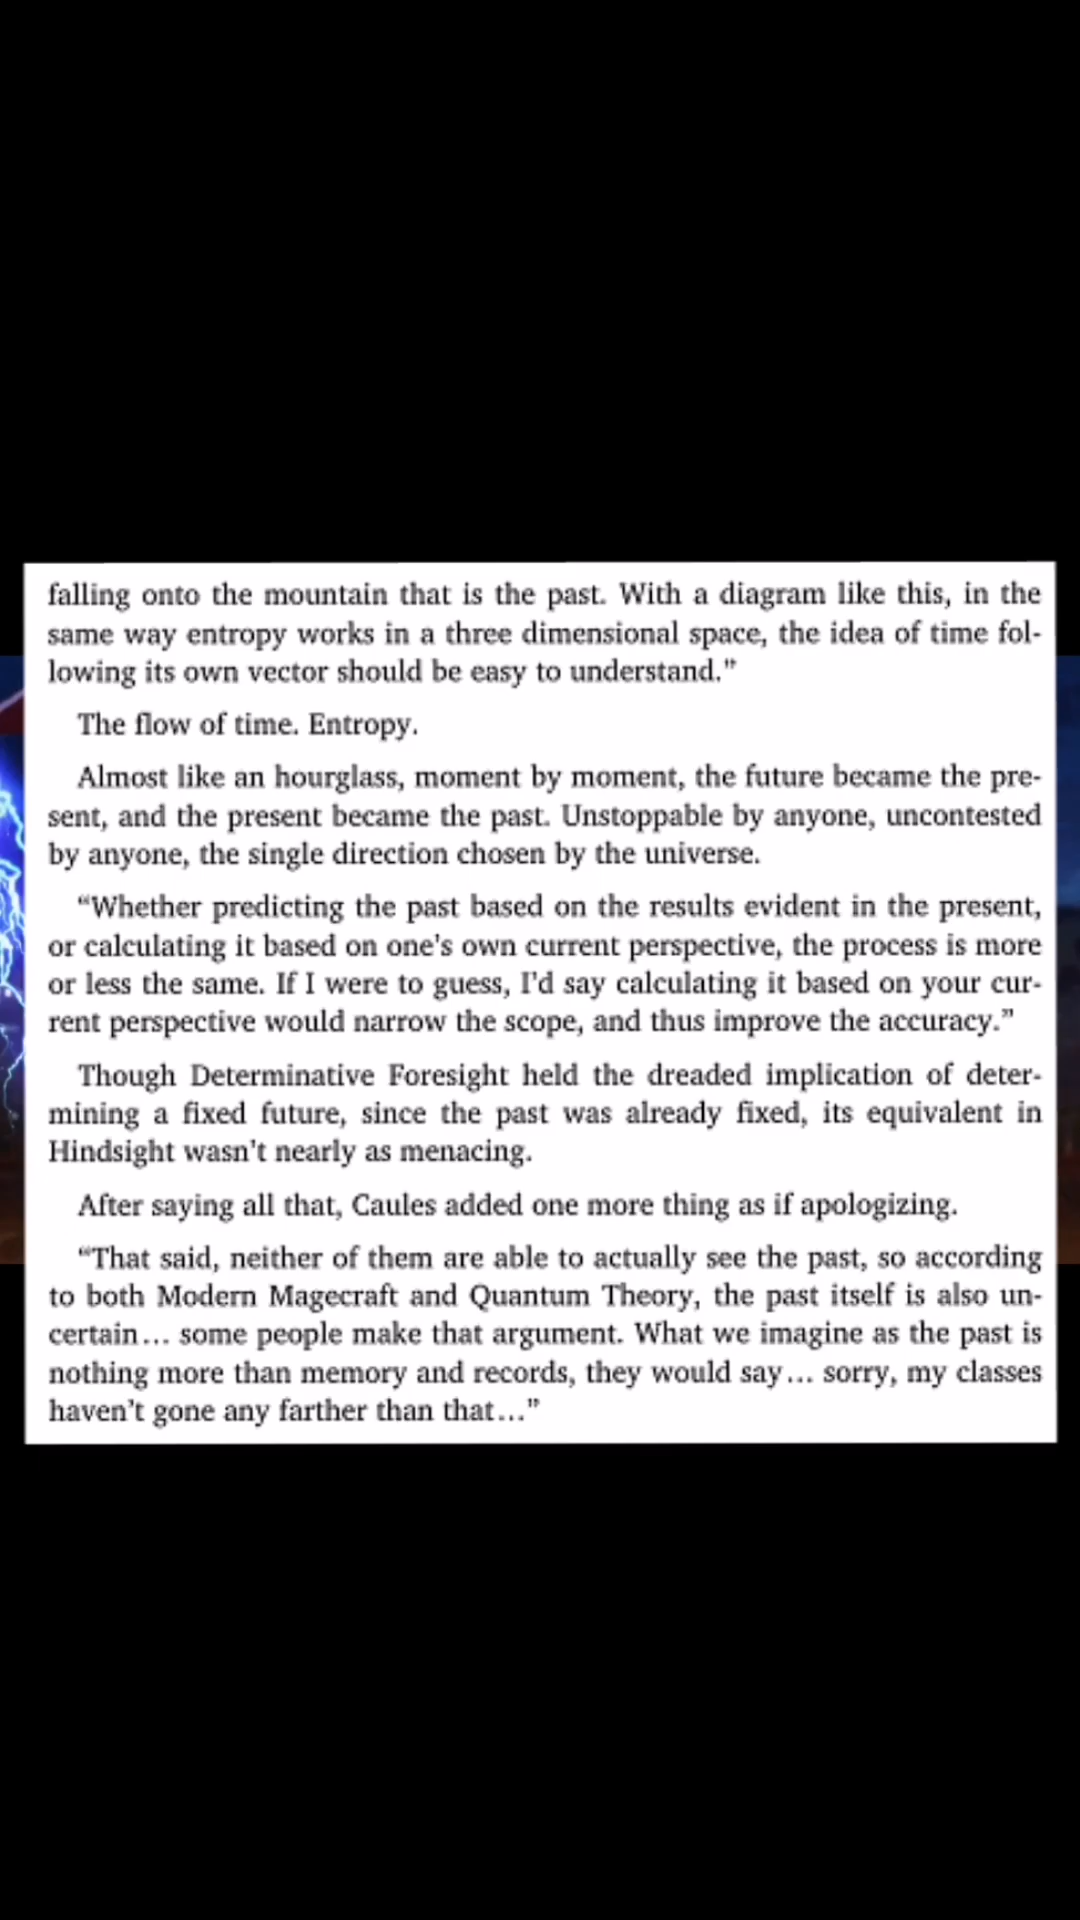 falling onto the mountain that is the past. With a diagram like this, in the
same way entropy works in a three dimensional space, the idea of time fol-
lowing its own vector should be easy to understand.”
The flow of time. Entropy.
Almost like an hourglass, moment by moment, the future became the pre-
sent, and the present became the past. Unstoppable by anyone, uncontested
by anyone, the single direction chosen by the universe.
“Whether predicting the past based on the results evident in the present,
or calculating it based on one's own current perspective, the process is more
or less the same. If I were to guess, I'd say calculating it based on your cur-
rent perspective would narrow the scope, and thus improve the accuracy.”
Though Determinative Foresight held the dreaded implication of deter-
mining a fixed future, since the past was already fixed, its equivalent in
Hindsight wasn't nearly as menacing.
After saying all that, Caules added one more thing as if apologizing.
“That said, neither of them are able to actually see the past, so according
to both Modern Magecraft and Quantum Theory, the past itself is also un-
certain… some people make that argument. What we imagine as the past is
nothing more than memory and records, they would say… sorry, my classes
haven't gone any farther than that…”